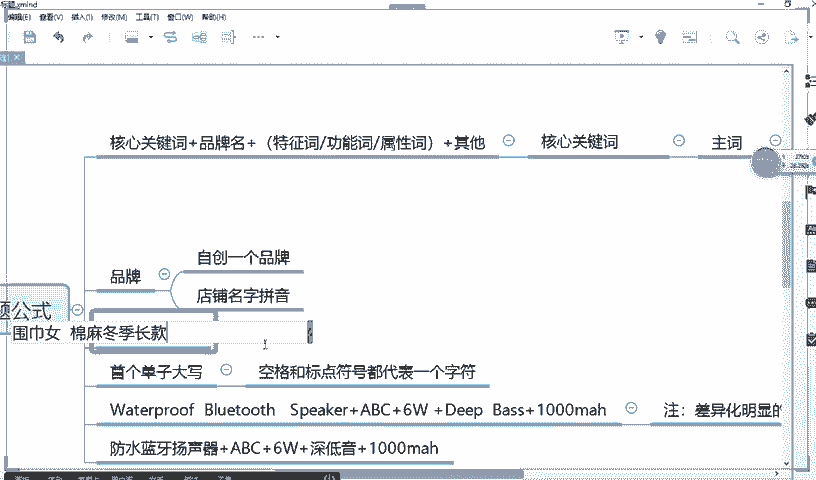 标题.xmind
编辑(E) 查看(V) 插入(I) 修改(M) 工具(T) 窗口(W) 帮助(H)
核心关键词+品牌名+（特征词/功能词/属性词）+其他
核心关键词
主词
自创一个品牌
品牌
店铺名字拼音
题公式
围巾女 棉麻冬季长款
首个单子大写
空格和标点符号都代表一个字符
Waterproof Bluetooth Speaker+ABC+6W +Deep Bass+1000mah
注：差异化明显的
防水蓝牙扬声器+ABC+6W+深低音+1000mah